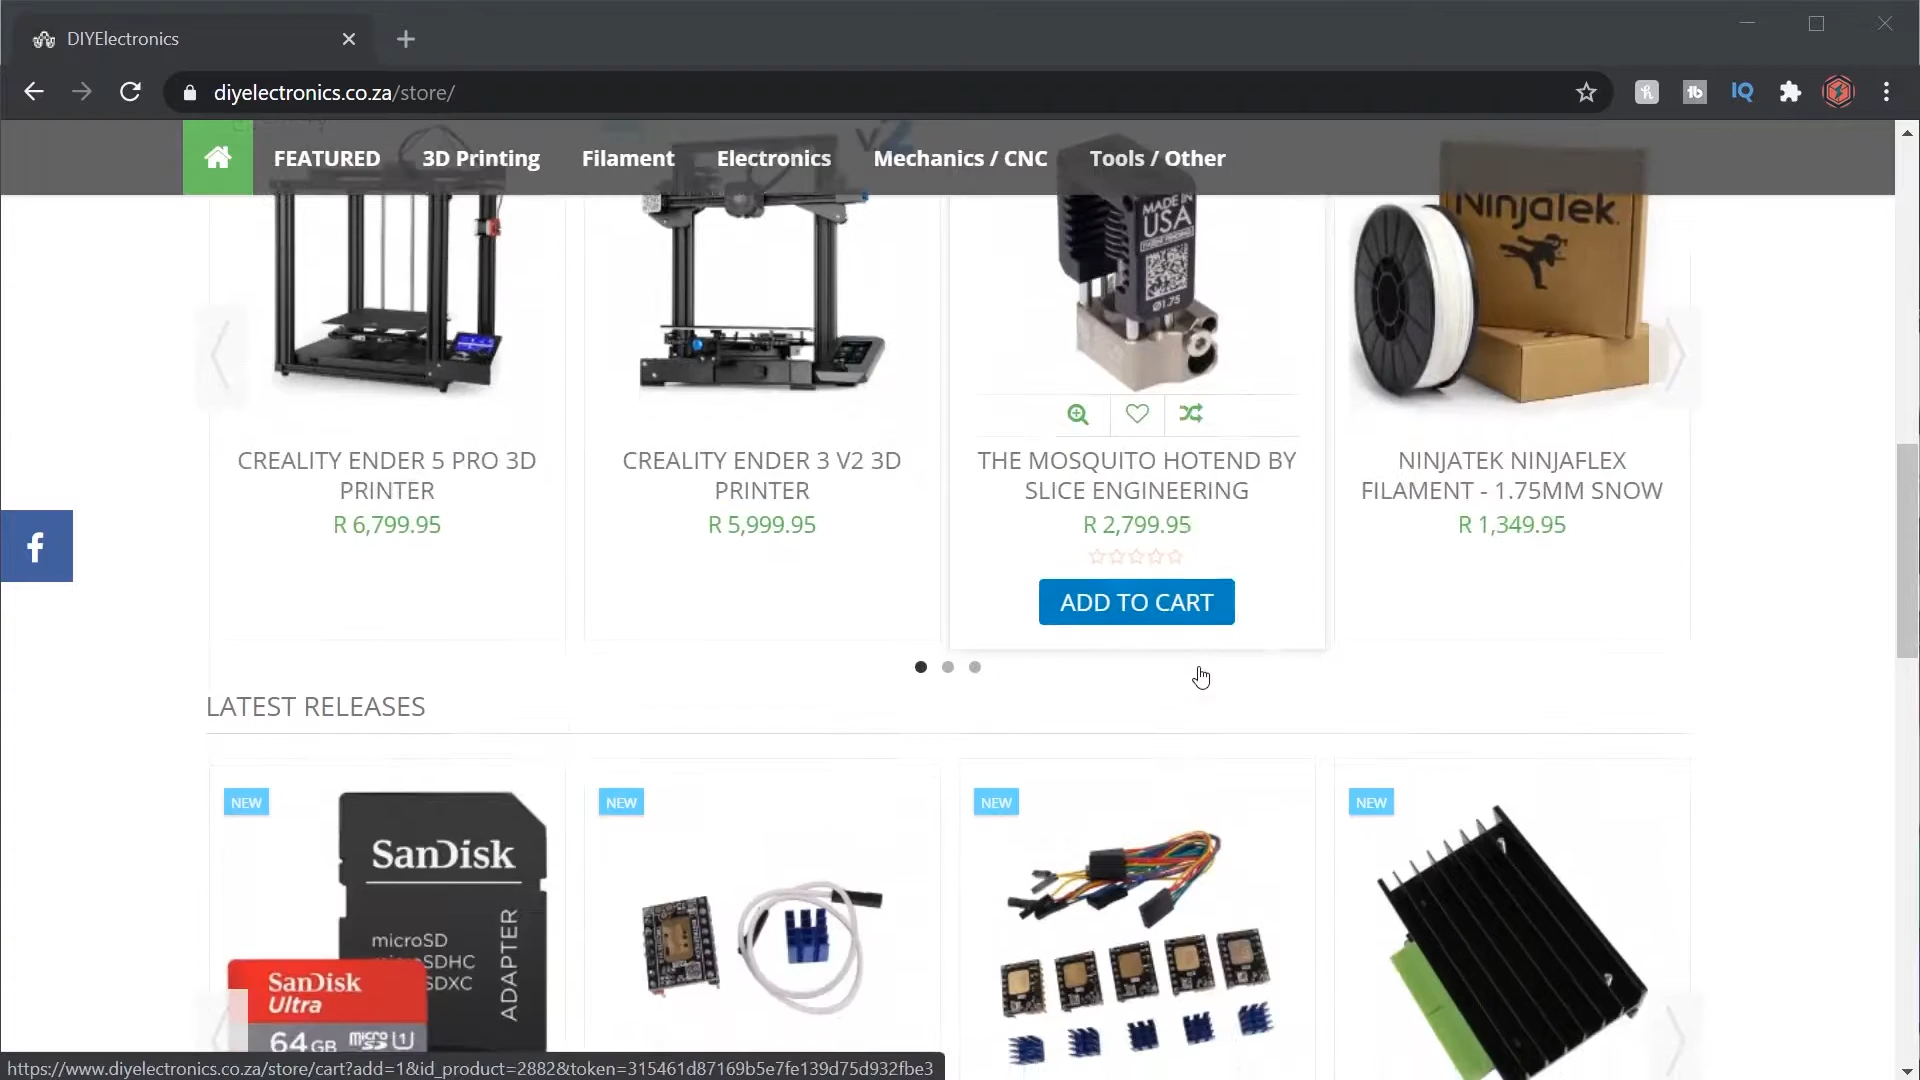 DIYElectronics
diyelectronics.co.za/store/
FEATURED
3D Printing
Filament
Electronics
Mechanics / CNC
Tools / Other
MADE IN
USA
Ø1.75
Ninjatek.
CREALITY ENDER 5 PRO 3D
PRINTER
R 6,799.95
CREALITY ENDER 3 V2 3D
PRINTER
R 5,999.95
THE MOSQUITO HOTEND BY
SLICE ENGINEERING
R 2,799.95
ADD TO CART
NINJATEK NINJAFLEX
FILAMENT - 1.75MM SNOW
R 1,349.95
LATEST RELEASES
NEW
NEW
NEW
NEW
SanDisk
microSD
SDHC
SDXC
ADAPTER
SanDisk
Ultra
64 GB
https://www.diyelectronics.co.za/store/cart?add=1&id_product=2882&token=315461d87169b5e7fe139d75d932fbe3